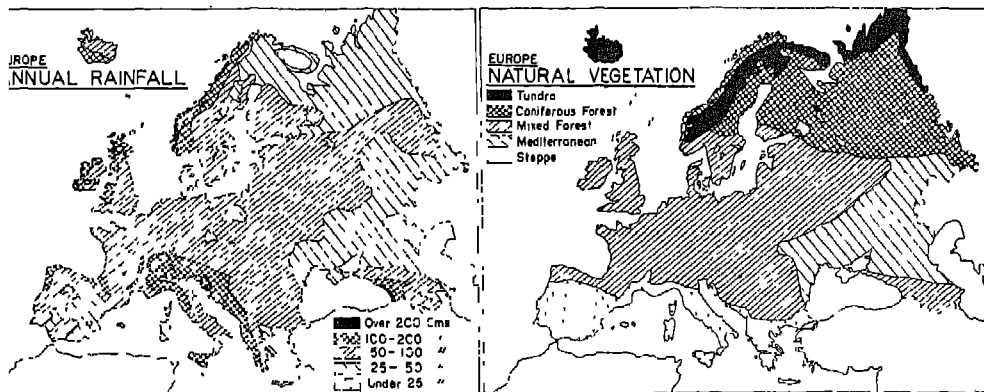 UROPE
NNUAL RAINFALL
Over 200 Cms
100-200 "
50-100 "
25-50 "
Under 25 "
EUROPE
NATURAL VEGETATION
Tundra
Coniferous Forest
Mixed Forest
Mediterranean
Steppe